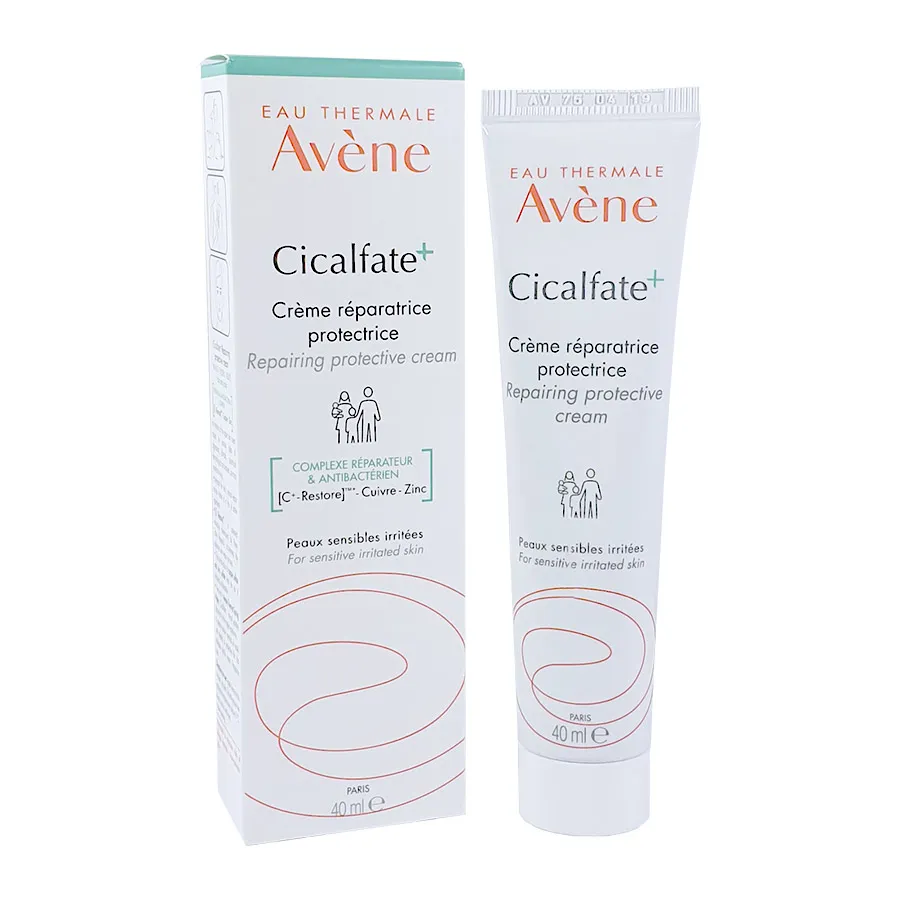 EAU THERMALE
Avène
Cicalfate+
Crème réparatrice
protectrice
Repairing protective cream
COMPLEXE RÉPARATEUR
& ANTIBACTÉRIEN
[C+-Restore]™* - Cuivre - Zinc
Peaux sensibles irritées
For sensitive irritated skin
PARIS
40 ml e
AV 76 04 19
EAU THERMALE
Avène
Cicalfate+
Crème réparatrice
protectrice
Repairing protective
cream
Peaux sensibles irritées
For sensitive irritated skin
PARIS
40 ml e